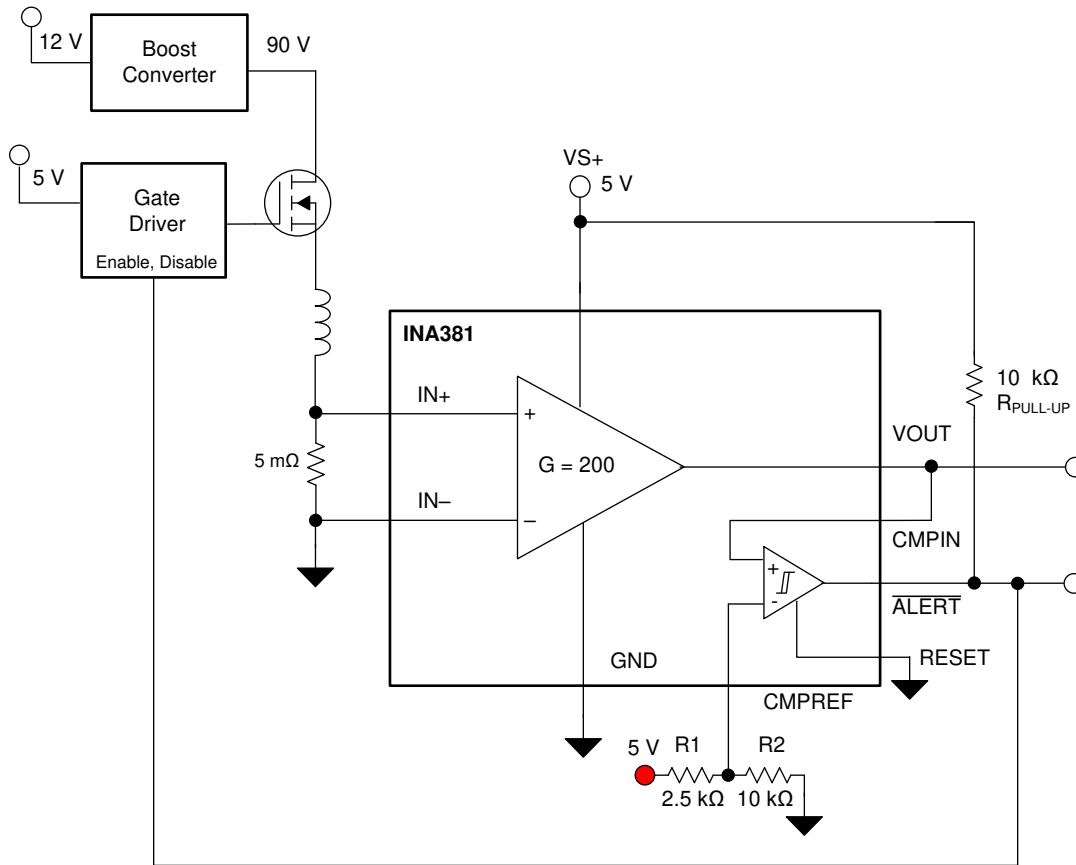 12 V
Boost
Converter
90 V
5 V
Gate
Driver
Enable, Disable
VS+
5 V
INA381
IN+
+
G = 200
5 mΩ
IN–
–
10 kΩ
RPULL-UP
VOUT
CMPIN
+
-
ALERT
RESET
GND
CMPREF
5 V
R1
R2
2.5 kΩ
10 kΩ